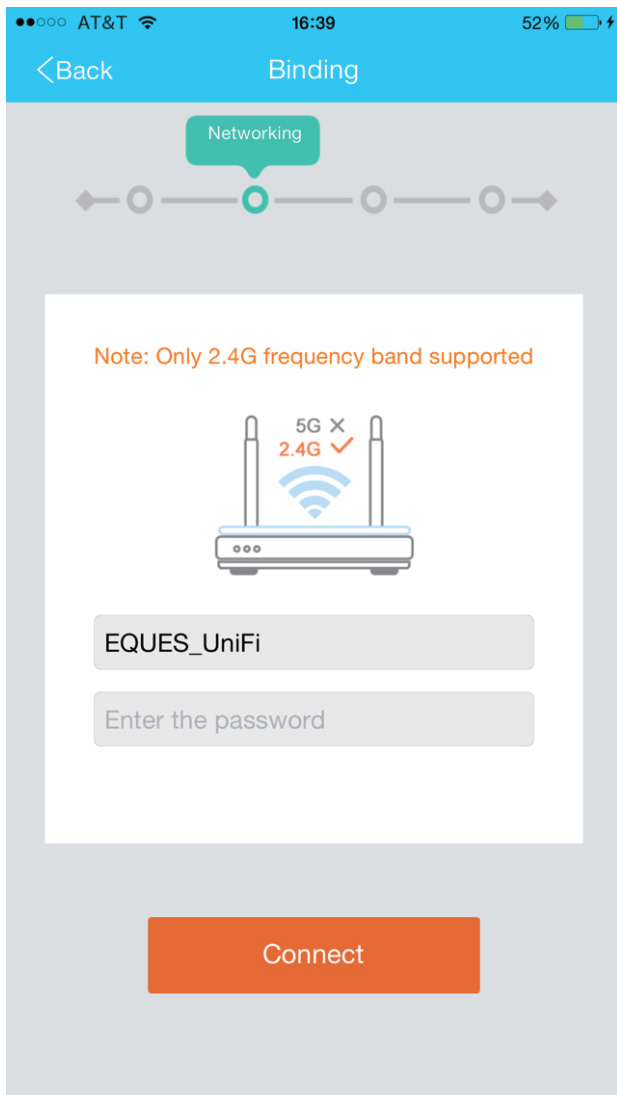 AT&T 16:39 52%
Back Binding
Networking
Note: Only 2.4G frequency band supported
5G
2.4G
EQUES_UniFi
Enter the password
Connect